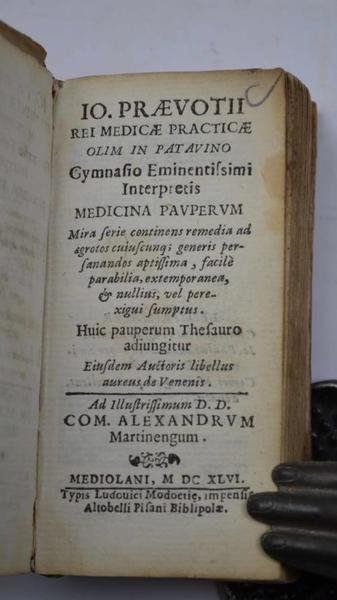 IO. PRÆVOTII
REI MEDICÆ PRACTICÆ
OLIM IN PATAVINO
Gymnasio Eminentissimi
Interpretis
MEDICINA PAVPERVM
Mira serie continens remedia ad
ægrotos cuiuscunq; generis per-
sanandos aptissima, facilè
parabilia, extemporanea,
& nullius, vel pere-
xigui sumptus.
Huic pauperum Thesauro
adiungitur
Eiusdem Auctoris libellus
aureus de Venenis.
Ad Illustrissimum D. D.
COM. ALEXANDRVM
Martinengum.
MEDIOLANI, M DC XLVI.
Typis Ludouici Modoetiæ, impensis
Altobelli Pisani Bibliopolæ.